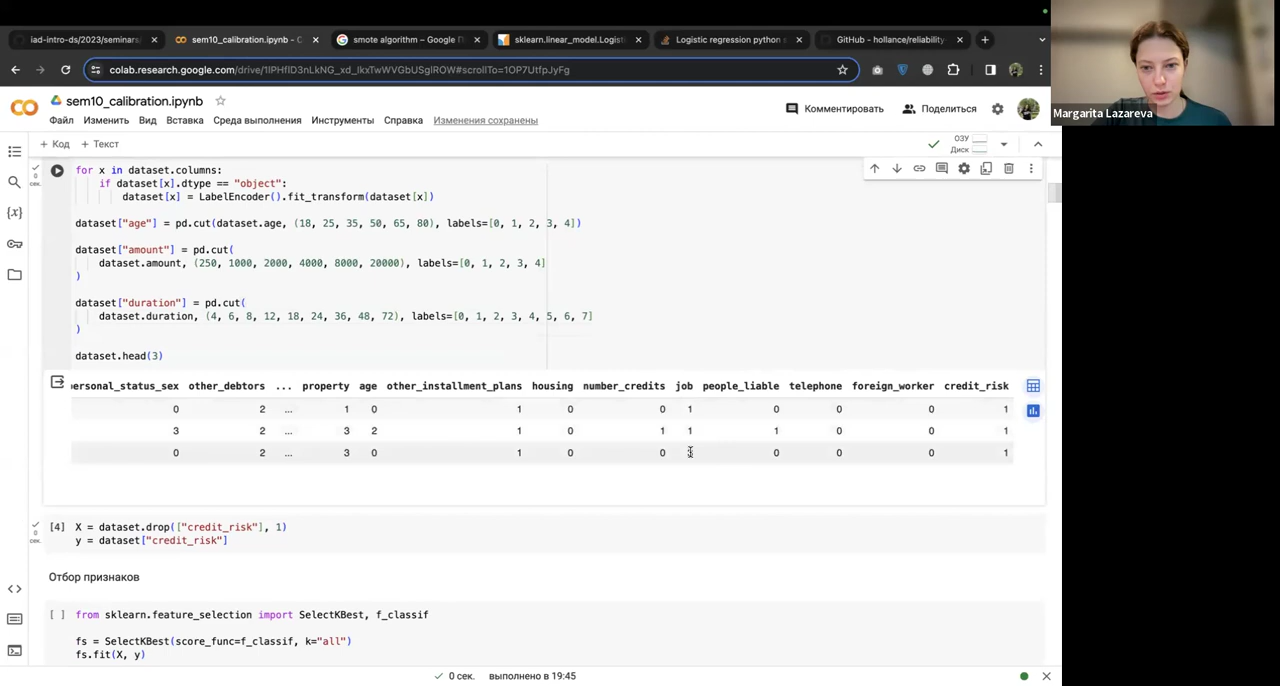 iad-intro-ds/2023/seminars
sem10_calibration.ipynb - C
smote algorithm – Google П
sklearn.linear_model.Logist
Logistic regression python s
GitHub - hollance/reliability
colab.research.google.com/drive/1IPHfID3nLkNG_xd_IkxTwWVGbUSgIROW#scrollTo=1OP7UtfpJyFg
sem10_calibration.ipynb
Комментировать
Поделиться
Файл Изменить Вид Вставка Среда выполнения Инструменты Справка Изменения сохранены
+ Код + Текст
ОЗУ
Диск
0
сек.
for x in dataset.columns:
if dataset[x].dtype == "object":
dataset[x] = LabelEncoder().fit_transform(dataset[x])
dataset["age"] = pd.cut(dataset.age, (18, 25, 35, 50, 65, 80), labels=[0, 1, 2, 3, 4])
dataset["amount"] = pd.cut(
dataset.amount, (250, 1000, 2000, 4000, 8000, 20000), labels=[0, 1, 2, 3, 4]
)
dataset["duration"] = pd.cut(
dataset.duration, (4, 6, 8, 12, 18, 24, 36, 48, 72), labels=[0, 1, 2, 3, 4, 5, 6, 7]
)
dataset.head(3)
ersonal_status_sex other_debtors ... property age other_installment_plans housing number_credits job people_liable telephone foreign_worker credit_risk
0 2 ... 1 0 1 0 0 1 0 0 0 1
3 2 ... 3 2 1 0 1 1 1 0 0 1
0 2 ... 3 0 1 0 0 0 0 0 1
0
сек.
[4] X = dataset.drop(["credit_risk"], 1)
y = dataset["credit_risk"]
Отбор признаков
[ ] from sklearn.feature_selection import SelectKBest, f_classif
fs = SelectKBest(score_func=f_classif, k="all")
fs.fit(X, y)
0 сек. выполнено в 19:45
Margarita Lazareva